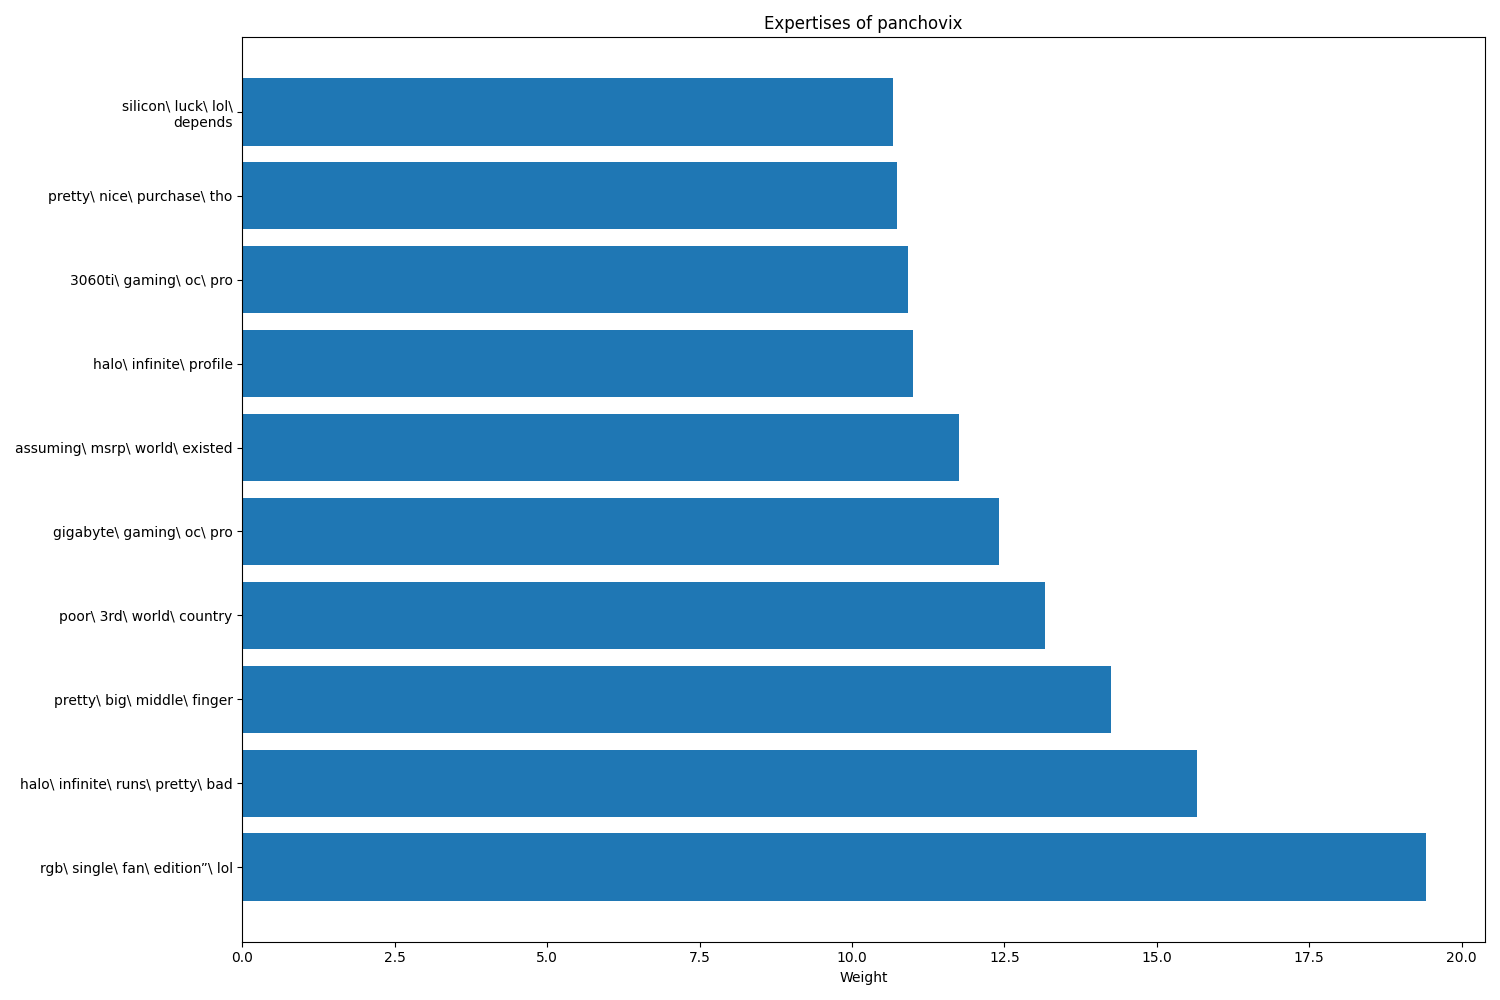 Expertises of panchovix
silicon\ luck\ lol\
depends
pretty\ nice\ purchase\ tho
3060ti\ gaming\ oc\ pro
halo\ infinite\ profile
assuming\ msrp\ world\ existed
gigabyte\ gaming\ oc\ pro
poor\ 3rd\ world\ country
pretty\ big\ middle\ finger
halo\ infinite\ runs\ pretty\ bad
rgb\ single\ fan\ edition”\ lol
0.0 2.5 5.0 7.5 10.0 12.5 15.0 17.5 20.0
Weight